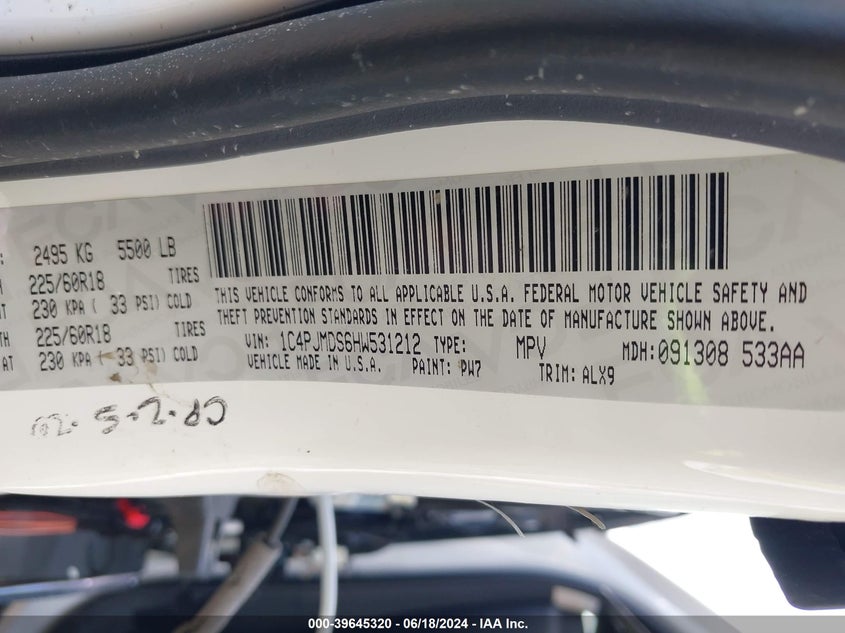 2495 KG 5500 LB
225/60R18 TIRES
230 KPA ( 33 PSI) COLD
225/60R18 TIRES
AT 230 KPA ( 33 PSI) COLD
THIS VEHICLE CONFORMS TO ALL APPLICABLE U.S.A. FEDERAL MOTOR VEHICLE SAFETY AND
THEFT PREVENTION STANDARDS IN EFFECT ON THE DATE OF MANUFACTURE SHOWN ABOVE.
VIN: 1C4PJMDS6HW531212 TYPE: MPV MDH: 091308 533AA
VEHICLE MADE IN U.S.A. PAINT: PW7 TRIM: ALX9
000-39645320 - 06/18/2024 - IAA Inc.